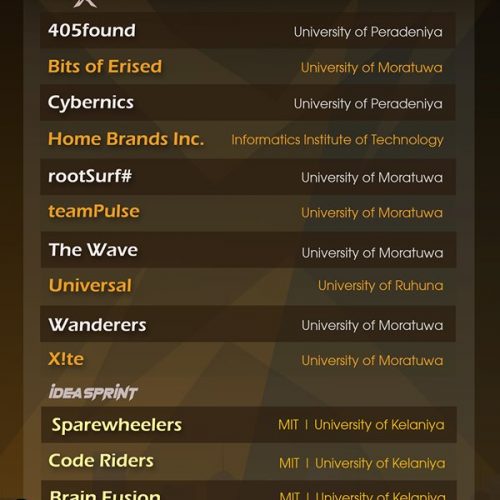 405found University of Peradeniya
Bits of Erised University of Moratuwa
Cybernics University of Peradeniya
Home Brands Inc. Informatics Institute of Technology
rootSurf# University of Moratuwa
teamPulse University of Moratuwa
The Wave University of Moratuwa
Universal University of Ruhuna
Wanderers University of Moratuwa
X!te University of Moratuwa
IDEASPRINT
Sparewheelers MIT | University of Kelaniya
Code Riders MIT | University of Kelaniya
Brain Fusion MIT | University of Kelaniya